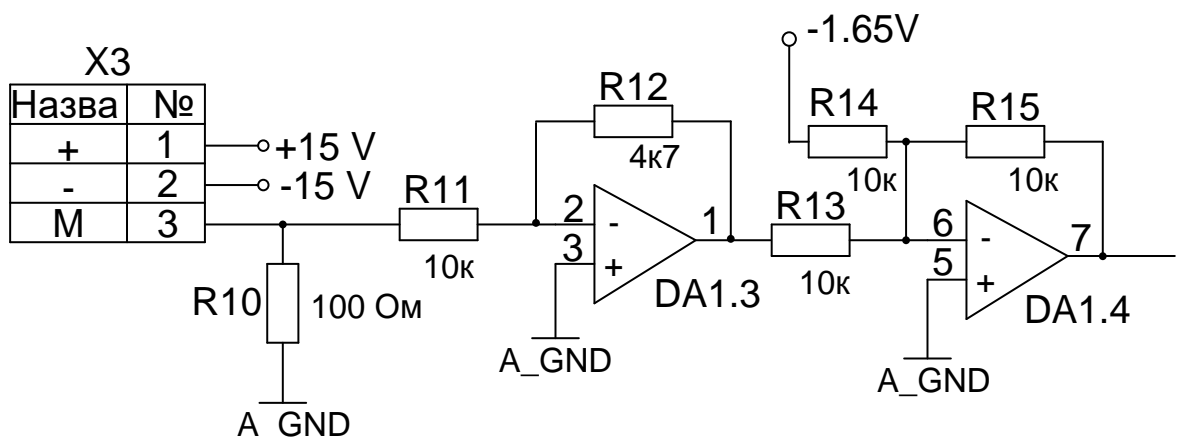 X3
Назва №
+ 1 +15 V
- 2 -15 V
М 3
R10 100 Ом
A_GND
R11
10к
R12
4к7
2 - 1
3 +
DA1.3
A_GND
-1.65V
R14
10к
R15
10к
R13
10к
6 - 7
5 +
DA1.4
A_GND